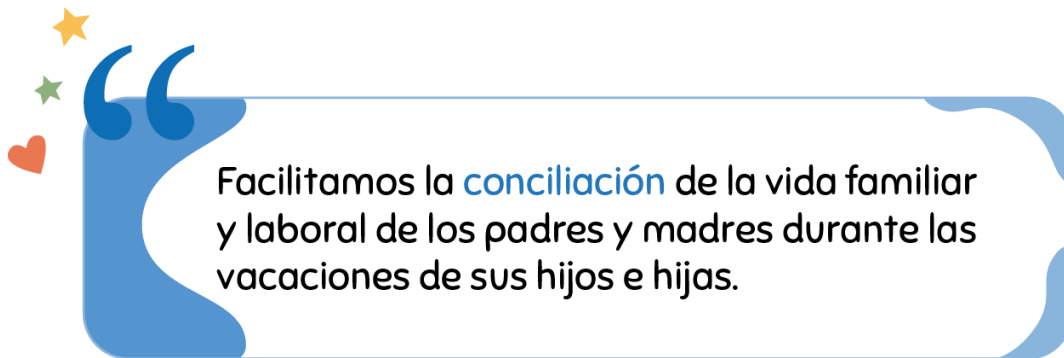 Facilitamos la conciliación de la vida familiar
y laboral de los padres y madres durante las
vacaciones de sus hijos e hijas.